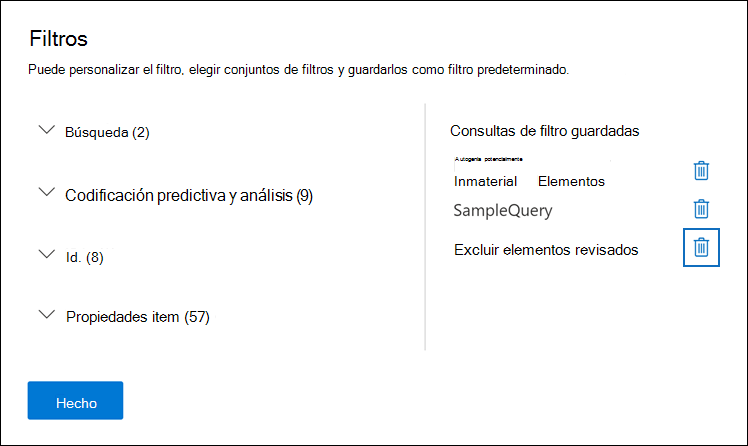 Filtros
Puede personalizar el filtro, elegir conjuntos de filtros y guardarlos como filtro predeterminado.
Búsqueda (2)
Codificación predictiva y análisis (9)
Id. (8)
Propiedades item (57)
Consultas de filtro guardadas
Autogenia potencialmente
Inmaterial Elementos
SampleQuery
Excluir elementos revisados
Hecho